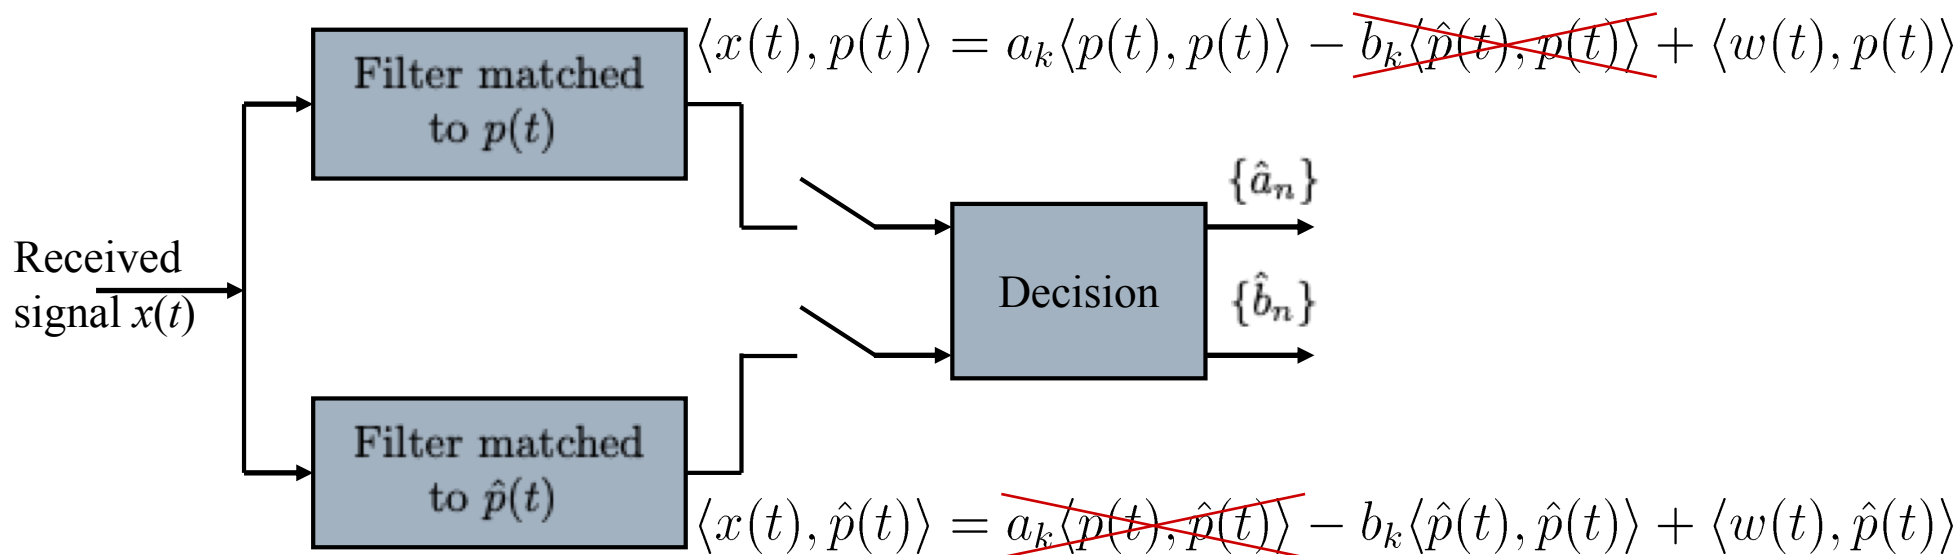 ⟨x(t), p(t)⟩ = a_k⟨p(t), p(t)⟩ − b_k⟨p̂(t), p(t)⟩ + ⟨w(t), p(t)⟩
Filter matched
to p(t)
{â_n}
Received
signal x(t)
Decision
{b̂_n}
Filter matched
to p̂(t)
⟨x(t), p̂(t)⟩ = a_k⟨p(t), p̂(t)⟩ − b_k⟨p̂(t), p̂(t)⟩ + ⟨w(t), p̂(t)⟩